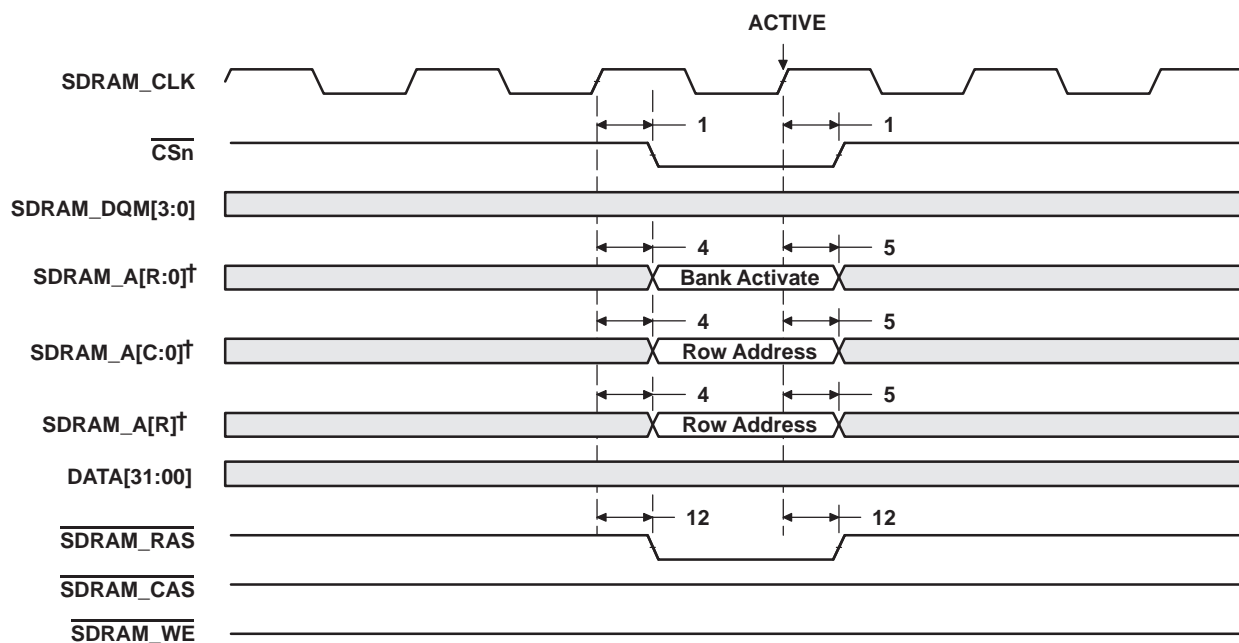 ACTIVE
SDRAM_CLK
1 1
CSn
SDRAM_DQM[3:0]
4 5
SDRAM_A[R:0]† Bank Activate
4 5
SDRAM_A[C:0]† Row Address
4 5
SDRAM_A[R]† Row Address
DATA[31:00]
12 12
SDRAM_RAS
SDRAM_CAS
SDRAM_WE